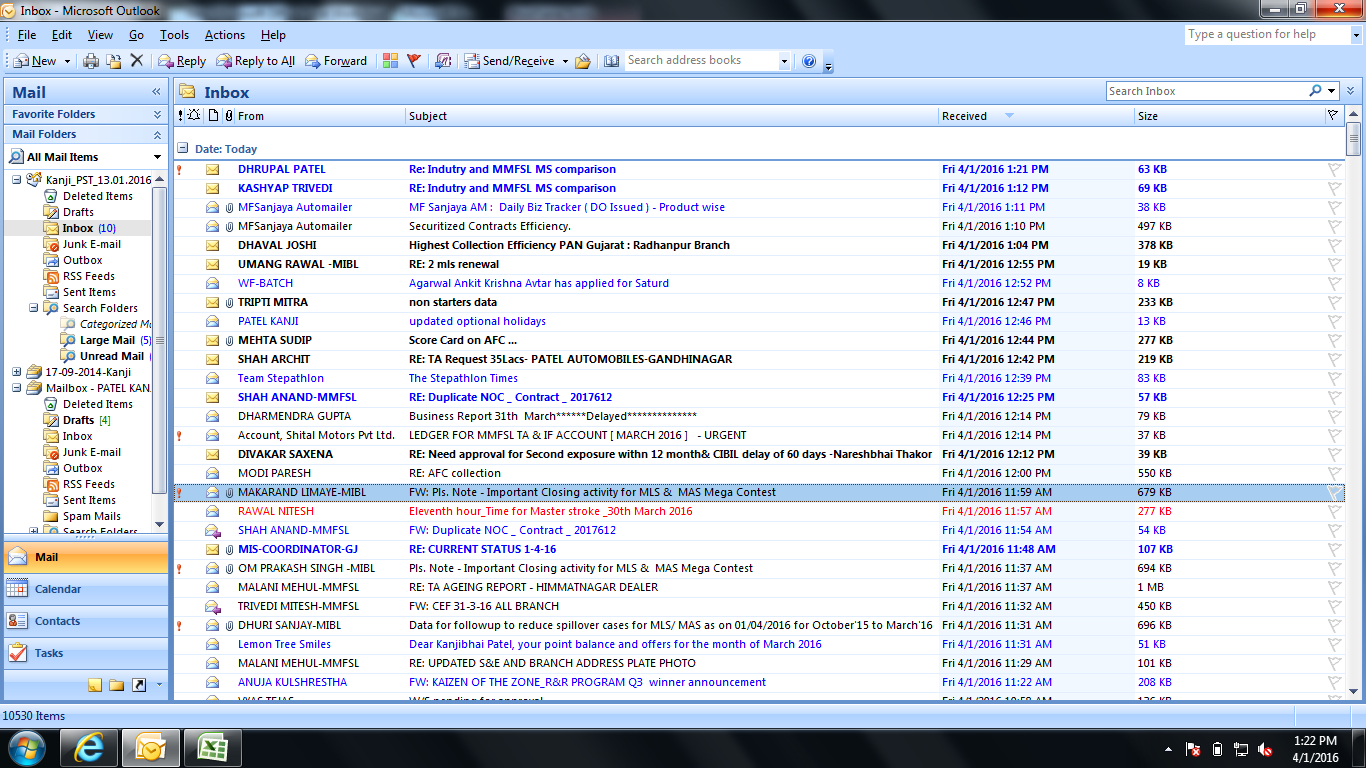 Inbox - Microsoft Outlook
File Edit View Go Tools Actions Help
Type a question for help
New Reply Reply to All Forward Send/Receive Search address books
Mail
Inbox
Search Inbox
Favorite Folders
Mail Folders
All Mail Items
Kanji_PST_13.01.2016
Deleted Items
Drafts
Inbox (10)
Junk E-mail
Outbox
RSS Feeds
Sent Items
Search Folders
Categorized
Large Mail (5)
Unread Mail
17-09-2014-Kanji
Mailbox - PATEL KAN
Deleted Items
Drafts [4]
Inbox
Junk E-mail
Outbox
RSS Feeds
Sent Items
Spam Mails
Search Folders
Mail
Calendar
Contacts
Tasks
From Subject Received Size
Date: Today
DHRUPAL PATEL Re: Indutry and MMFSL MS comparison Fri 4/1/2016 1:21 PM 63 KB
KASHYAP TRIVEDI Re: Indutry and MMFSL MS comparison Fri 4/1/2016 1:12 PM 69 KB
MFSanjaya Automailer MF Sanjaya AM : Daily Biz Tracker ( DO Issued ) - Product wise Fri 4/1/2016 1:11 PM 38 KB
MFSanjaya Automailer Securitized Contracts Efficiency. Fri 4/1/2016 1:10 PM 497 KB
DHAVAL JOSHI Highest Collection Efficiency PAN Gujarat : Radhanpur Branch Fri 4/1/2016 1:04 PM 378 KB
UMANG RAWAL -MIBL RE: 2 mls renewal Fri 4/1/2016 12:55 PM 19 KB
WF-BATCH Agarwal Ankit Krishna Avtar has applied for Saturd Fri 4/1/2016 12:52 PM 8 KB
TRIPTI MITRA non starters data Fri 4/1/2016 12:47 PM 233 KB
PATEL KANJI updated optional holidays Fri 4/1/2016 12:46 PM 13 KB
MEHTA SUDIP Score Card on AFC ... Fri 4/1/2016 12:44 PM 277 KB
SHAH ARCHIT RE: TA Request 35Lacs- PATEL AUTOMOBILES-GANDHINAGAR Fri 4/1/2016 12:42 PM 219 KB
Team Stepathlon The Stepathlon Times Fri 4/1/2016 12:39 PM 83 KB
SHAH ANAND-MMFSL RE: Duplicate NOC _ Contract _ 2017612 Fri 4/1/2016 12:25 PM 57 KB
DHARMENDRA GUPTA Business Report 31th March******Delayed************** Fri 4/1/2016 12:14 PM 79 KB
Account, Shital Motors Pvt Ltd. LEDGER FOR MMFSL TA & IF ACCOUNT [ MARCH 2016 ] - URGENT Fri 4/1/2016 12:14 PM 37 KB
DIVAKAR SAXENA RE: Need approval for Second exposure withn 12 month& CIBIL delay of 60 days -Nareshbhai Thakor Fri 4/1/2016 12:12 PM 39 KB
MODI PARESH RE: AFC collection Fri 4/1/2016 12:00 PM 550 KB
MAKARAND LIMAYE-MIBL FW: Pls. Note - Important Closing activity for MLS & MAS Mega Contest Fri 4/1/2016 11:59 AM 679 KB
RAWAL NITESH Eleventh hour_Time for Master stroke _30th March 2016 Fri 4/1/2016 11:57 AM 277 KB
SHAH ANAND-MMFSL FW: Duplicate NOC _ Contract _ 2017612 Fri 4/1/2016 11:54 AM 54 KB
MIS-COORDINATOR-GJ RE: CURRENT STATUS 1-4-16 Fri 4/1/2016 11:48 AM 107 KB
OM PRAKASH SINGH -MIBL Pls. Note - Important Closing activity for MLS & MAS Mega Contest Fri 4/1/2016 11:37 AM 694 KB
MALANI MEHUL-MMFSL RE: TA AGEING REPORT - HIMMATNAGAR DEALER Fri 4/1/2016 11:37 AM 1 MB
TRIVEDI MITESH-MMFSL FW: CEF 31-3-16 ALL BRANCH Fri 4/1/2016 11:32 AM 450 KB
DHURI SANJAY-MIBL Data for followup to reduce spillover cases for MLS/ MAS as on 01/04/2016 for October'15 to March'16 Fri 4/1/2016 11:31 AM 696 KB
Lemon Tree Smiles Dear Kanjibhai Patel, your point balance and offers for the month of March 2016 Fri 4/1/2016 11:31 AM 51 KB
MALANI MEHUL-MMFSL RE: UPDATED S&E AND BRANCH ADDRESS PLATE PHOTO Fri 4/1/2016 11:29 AM 101 KB
ANUJA KULSHRESTHA FW: KAIZEN OF THE ZONE_R&R PROGRAM Q3 winner announcement Fri 4/1/2016 11:22 AM 208 KB
10530 Items
1:22 PM
4/1/2016